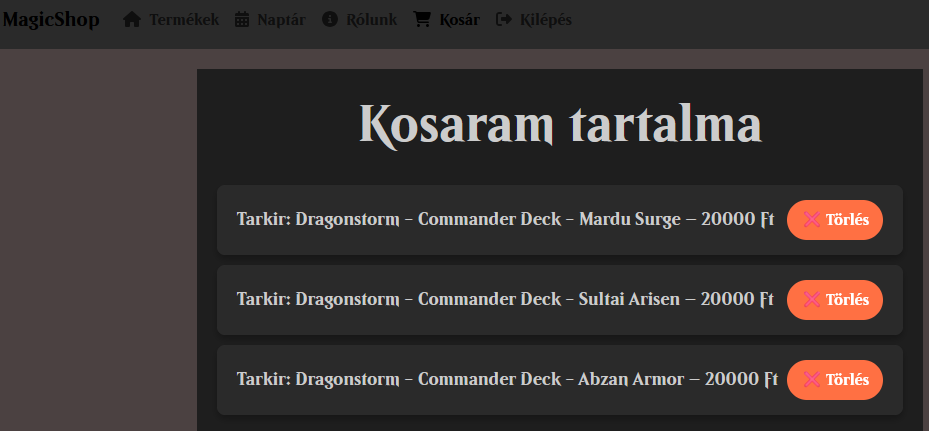 MagicShop Termékek Naptár Rólunk Kosár Kilépés
Kosaram tartalma
Tarkir: Dragonstorm - Commander Deck - Mardu Surge – 20000 Ft Törlés
Tarkir: Dragonstorm - Commander Deck - Sultai Arisen – 20000 Ft Törlés
Tarkir: Dragonstorm - Commander Deck - Abzan Armor – 20000 Ft Törlés